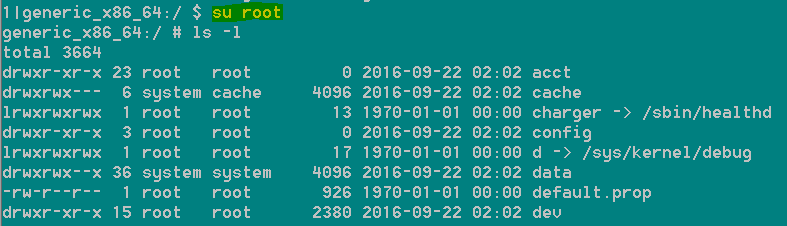 1|generic_x86_64:/ $ su root
generic_x86_64:/ # ls -l
total 3664
drwxr-xr-x 23 root   root          0 2016-09-22 02:02 acct
drwxrwx---  6 system cache      4096 2016-09-22 02:02 cache
lrwxrwxrwx  1 root   root         13 1970-01-01 00:00 charger -> /sbin/healthd
drwxr-xr-x  3 root   root          0 2016-09-22 02:02 config
lrwxrwxrwx  1 root   root         17 1970-01-01 00:00 d -> /sys/kernel/debug
drwxrwx--x 36 system system     4096 2016-09-22 02:02 data
-rw-r--r--  1 root   root        926 1970-01-01 00:00 default.prop
drwxr-xr-x 15 root   root       2380 2016-09-22 02:02 dev